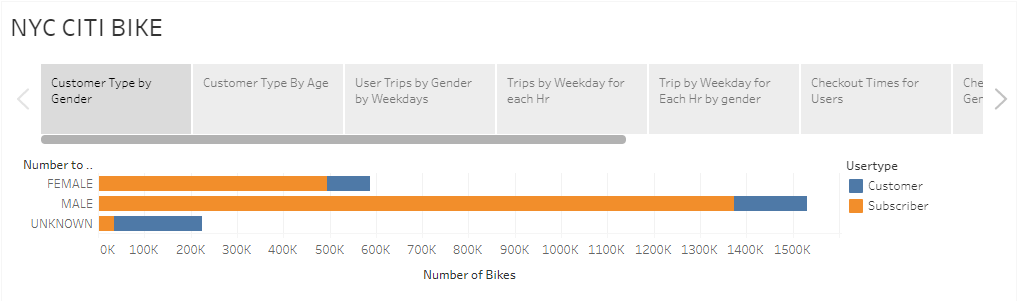 NYC CITI BIKE
Customer Type by
Gender
Customer Type By Age
User Trips by Gender
by Weekdays
Trips by Weekday for
each Hr
Trip by Weekday for
Each Hr by gender
Checkout Times for
Users
Che
Gen
Number to ..
FEMALE
MALE
UNKNOWN
0K 100K 200K 300K 400K 500K 600K 700K 800K 900K 1000K 1100K 1200K 1300K 1400K 1500K
Number of Bikes
Usertype
Customer
Subscriber